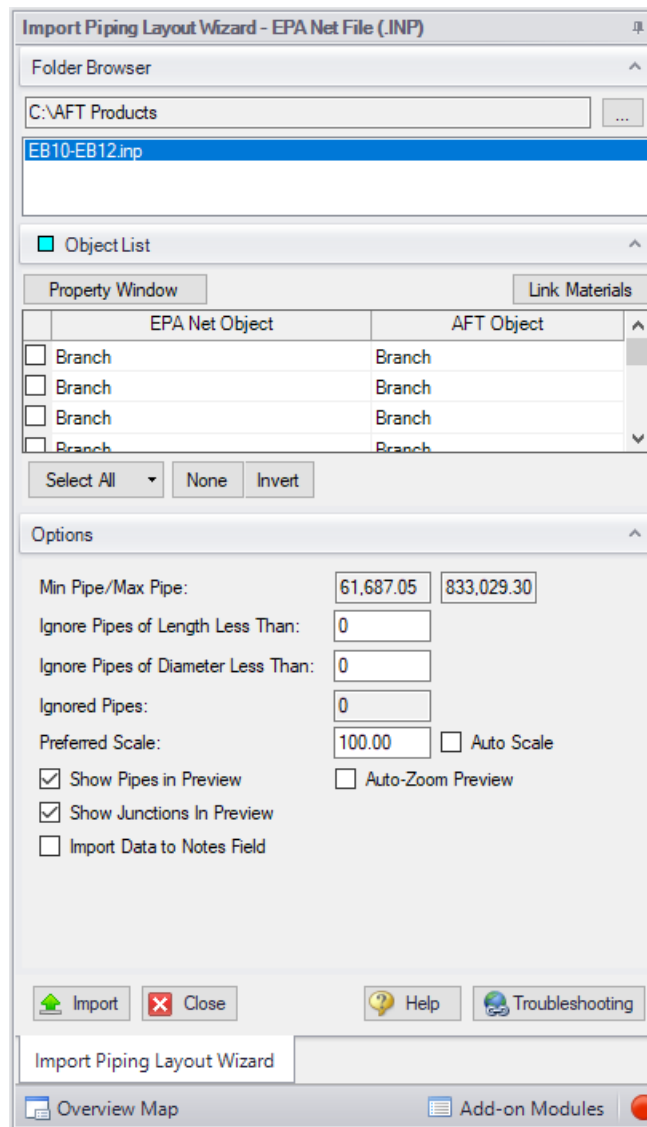 Import Piping Layout Wizard - EPA Net File (.INP)
Folder Browser
C:\AFT Products
...
EB10-EB12.inp
Object List
Property Window Link Materials
EPA Net Object AFT Object
Branch Branch
Branch Branch
Branch Branch
Branch Branch
Select All None Invert
Options
Min Pipe/Max Pipe: 61,687.05 833,029.30
Ignore Pipes of Length Less Than: 0
Ignore Pipes of Diameter Less Than: 0
Ignored Pipes: 0
Preferred Scale: 100.00 Auto Scale
Show Pipes in Preview Auto-Zoom Preview
Show Junctions In Preview
Import Data to Notes Field
Import Close Help Troubleshooting
Import Piping Layout Wizard
Overview Map Add-on Modules